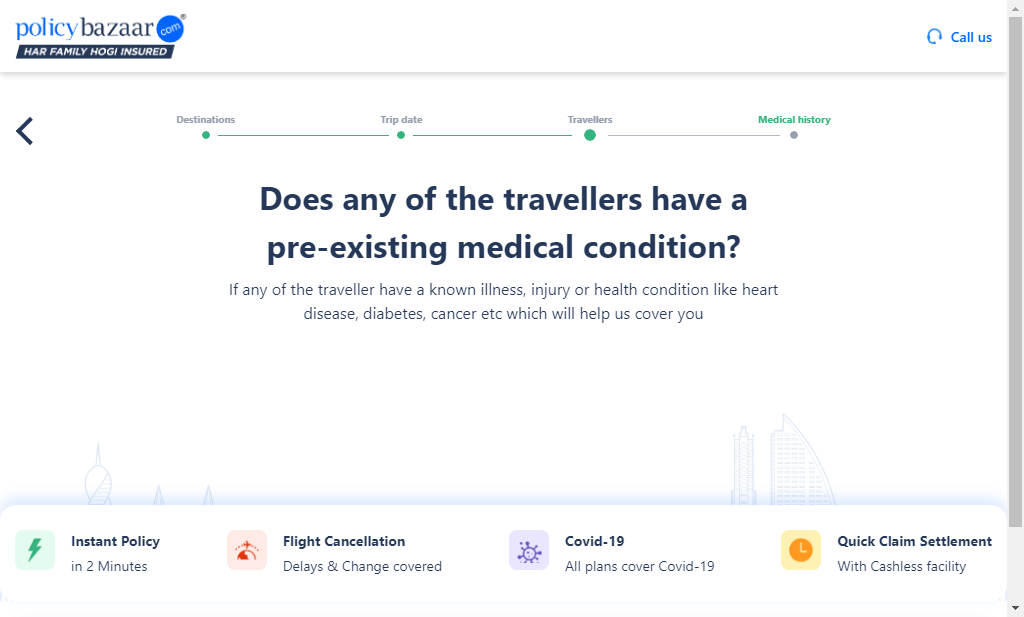 policybazaar com
HAR FAMILY HOGI INSURED
Call us
Destinations
Trip date
Travellers
Medical history
Does any of the travellers have a
pre-existing medical condition?
If any of the traveller have a known illness, injury or health condition like heart
disease, diabetes, cancer etc which will help us cover you
Instant Policy
in 2 Minutes
Flight Cancellation
Delays & Change covered
Covid-19
All plans cover Covid-19
Quick Claim Settlement
With Cashless facility